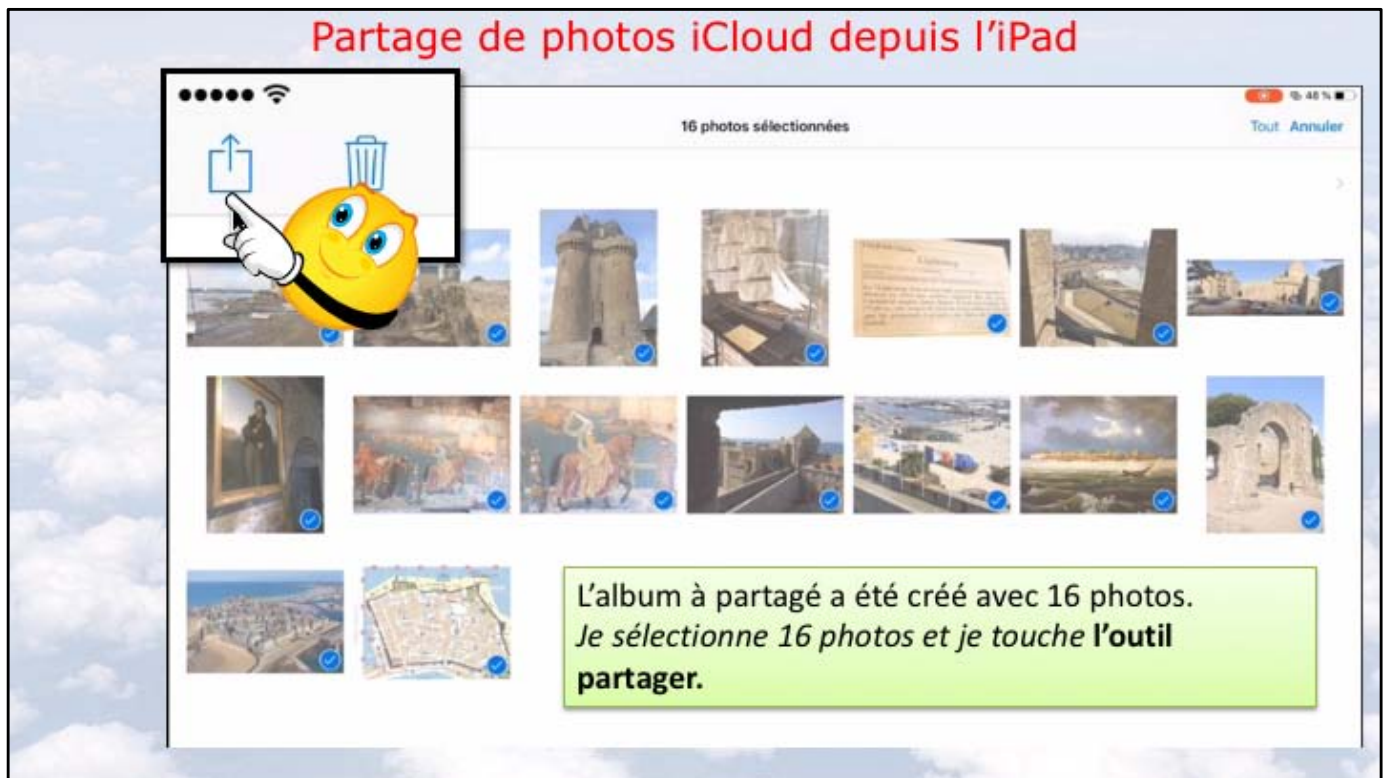 Partage de photos iCloud depuis l’iPad
48 %
16 photos sélectionnées
Tout Annuler
L’album à partagé a été créé avec 16 photos.
Je sélectionne 16 photos et je touche l’outil
partager.